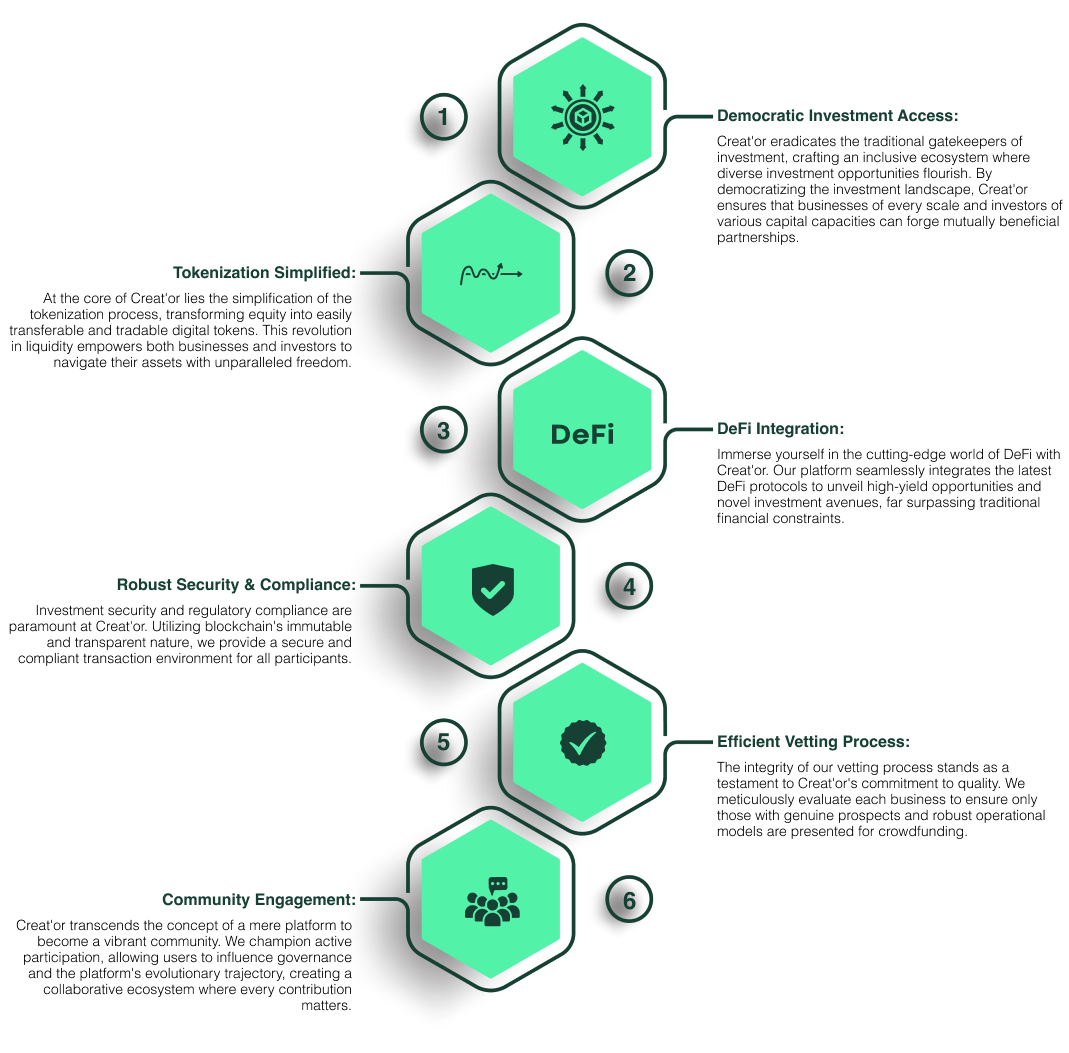 1
Democratic Investment Access:
Creat'or eradicates the traditional gatekeepers of
investment, crafting an inclusive ecosystem where
diverse investment opportunities flourish. By
democratizing the investment landscape, Creat'or
ensures that businesses of every scale and investors of
various capital capacities can forge mutually beneficial
partnerships.
2
Tokenization Simplified:
At the core of Creat'or lies the simplification of the
tokenization process, transforming equity into easily
transferable and tradable digital tokens. This revolution
in liquidity empowers both businesses and investors to
navigate their assets with unparalleled freedom.
3
DeFi
DeFi Integration:
Immerse yourself in the cutting-edge world of DeFi with
Creat'or. Our platform seamlessly integrates the latest
DeFi protocols to unveil high-yield opportunities and
novel investment avenues, far surpassing traditional
financial constraints.
4
Robust Security & Compliance:
Investment security and regulatory compliance are
paramount at Creat'or. Utilizing blockchain's immutable
and transparent nature, we provide a secure and
compliant transaction environment for all participants.
5
Efficient Vetting Process:
The integrity of our vetting process stands as a
testament to Creat'or's commitment to quality. We
meticulously evaluate each business to ensure only
those with genuine prospects and robust operational
models are presented for crowdfunding.
6
Community Engagement:
Creat'or transcends the concept of a mere platform to
become a vibrant community. We champion active
participation, allowing users to influence governance
and the platform's evolutionary trajectory, creating a
collaborative ecosystem where every contribution
matters.